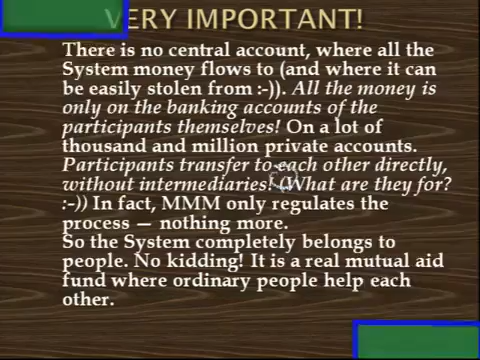 VERY IMPORTANT!
There is no central account, where all the
System money flows to (and where it can
be easily stolen from :-)). All the money is
only on the banking accounts of the
participants themselves! On a lot of
thousand and million private accounts.
Participants transfer to each other directly,
without intermediaries! (What are they for?
:-)) In fact, MMM only regulates the
process — nothing more.
So the System completely belongs to
people. No kidding! It is a real mutual aid
fund where ordinary people help each
other.